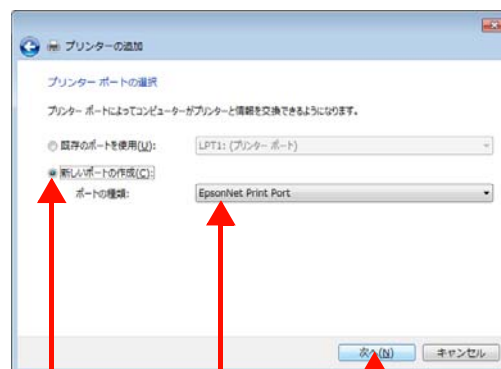 プリンターの追加
プリンター ポートの選択
プリンター ポートによってコンピューターがプリンターと情報を交換できるようになります。
既存のポートを使用(U):
LPT1: (プリンター ポート)
新しいポートの作成(C):
ポートの種類:
EpsonNet Print Port
次へ(N)
キャンセル